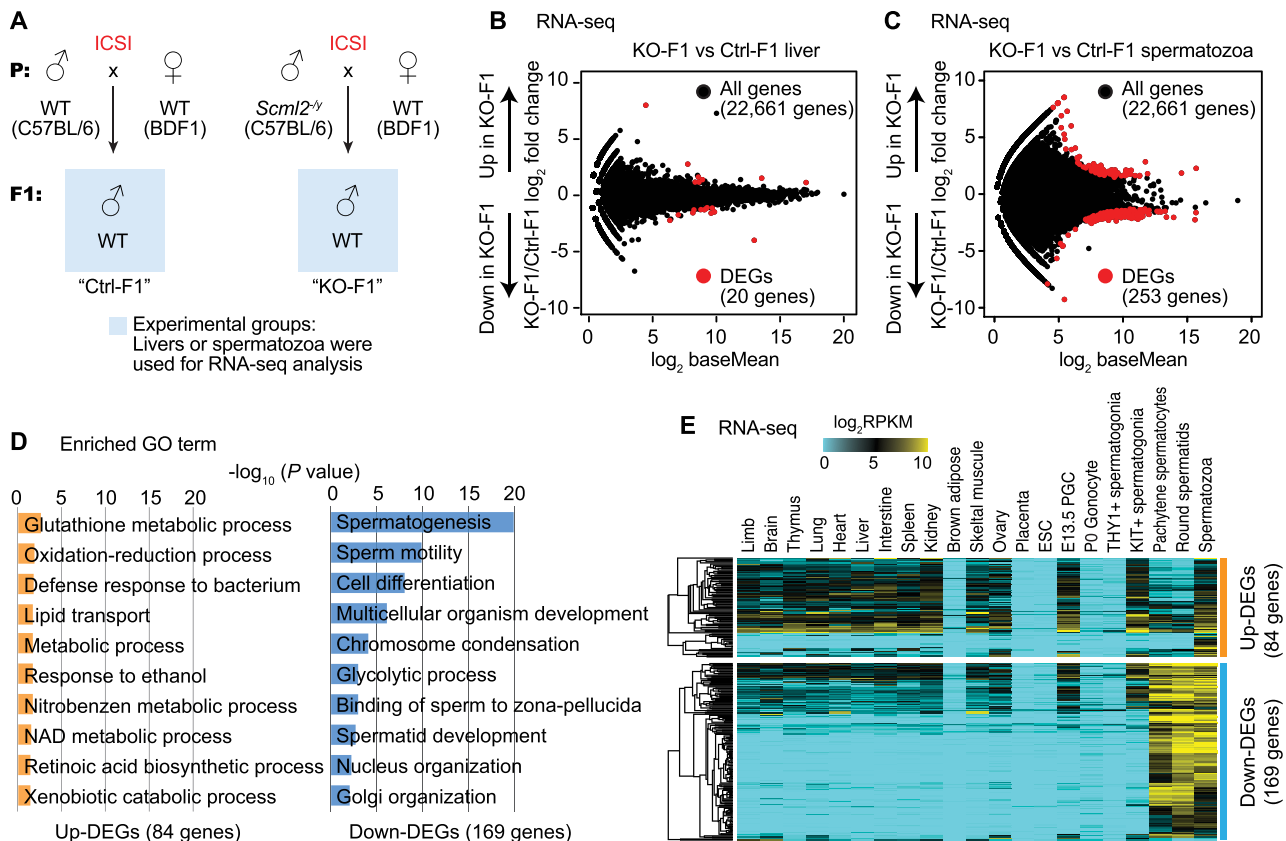 A
ICSI
ICSI
P:
x
x
WT
(C57BL/6)
WT
(BDF1)
Scml2-/y
(C57BL/6)
WT
(BDF1)
F1:
WT
WT
“Ctrl-F1”
“KO-F1”
Experimental groups:
Livers or spermatozoa were
used for RNA-seq analysis
B
RNA-seq
KO-F1 vs Ctrl-F1 liver
Down in KO-F1
Up in KO-F1
KO-F1/Ctrl-F1 log2 fold change
10
5
0
-5
-10
All genes
(22,661 genes)
DEGs
(20 genes)
0
5
10
15
20
log2 baseMean
C
RNA-seq
KO-F1 vs Ctrl-F1 spermatozoa
Down in KO-F1
Up in KO-F1
KO-F1/Ctrl-F1 log2 fold change
10
5
0
-5
-10
All genes
(22,661 genes)
DEGs
(253 genes)
0
5
10
15
20
log2 baseMean
D
Enriched GO term
-log10 (P value)
0
5
10
15
20
Glutathione metabolic process
Oxidation-reduction process
Defense response to bacterium
Lipid transport
Metabolic process
Response to ethanol
Nitrobenzen metabolic process
NAD metabolic process
Retinoic acid biosynthetic process
Xenobiotic catabolic process
Up-DEGs (84 genes)
0
5
10
15
20
Spermatogenesis
Sperm motility
Cell differentiation
Multicellular organism development
Chromosome condensation
Glycolytic process
Binding of sperm to zona-pellucida
Spermatid development
Nucleus organization
Golgi organization
Down-DEGs (169 genes)
E
RNA-seq
log2RPKM
0
5
10
Limb
Brain
Thymus
Lung
Heart
Liver
Interstine
Spleen
Kidney
Brown adipose
Skeltal muscule
Ovary
Placenta
ESC
E13.5 PGC
P0 Gonocyte
THY1+ spermatogonia
KIT+ spermatogonia
Pachytene spermatocytes
Round spermatids
Spermatozoa
Up-DEGs
(84 genes)
Down-DEGs
(169 genes)